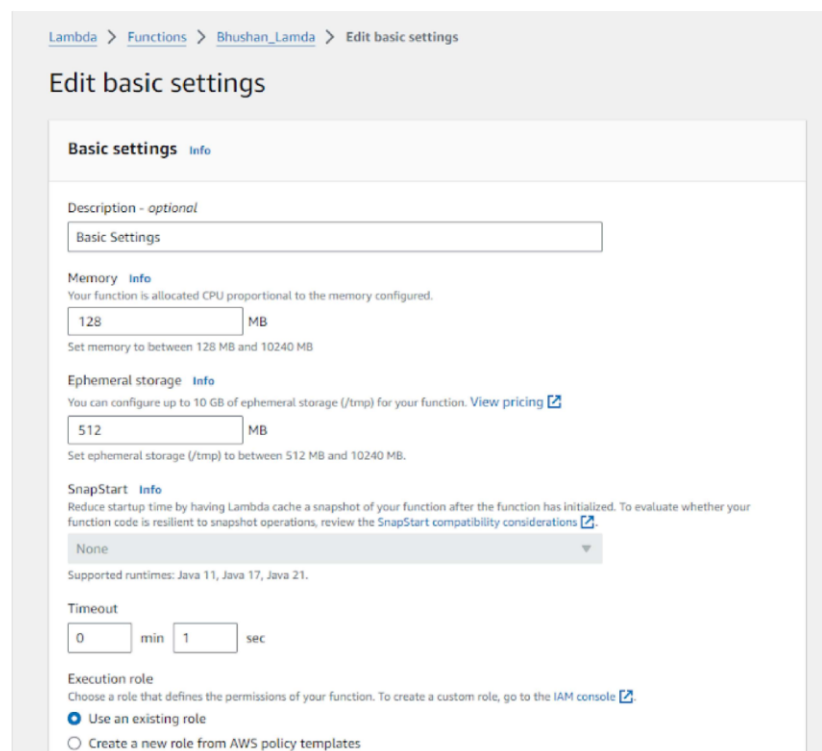 Lambda > Functions > Bhushan_Lamda > Edit basic settings
Edit basic settings
Basic settings Info
Description - optional
Basic Settings
Memory Info
Your function is allocated CPU proportional to the memory configured.
128 MB
Set memory to between 128 MB and 10240 MB
Ephemeral storage Info
You can configure up to 10 GB of ephemeral storage (/tmp) for your function. View pricing
512 MB
Set ephemeral storage (/tmp) to between 512 MB and 10240 MB.
SnapStart Info
Reduce startup time by having Lambda cache a snapshot of your function after the function has initialized. To evaluate whether your
function code is resilient to snapshot operations, review the SnapStart compatibility considerations.
None
Supported runtimes: Java 11, Java 17, Java 21.
Timeout
0 min 1 sec
Execution role
Choose a role that defines the permissions of your function. To create a custom role, go to the IAM console.
Use an existing role
Create a new role from AWS policy templates